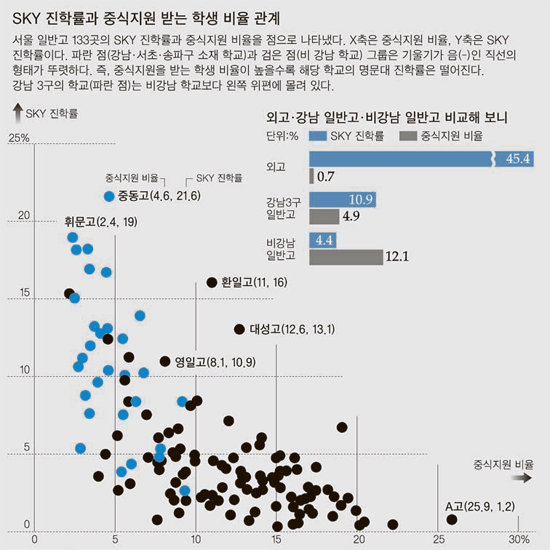 SKY 진학률과 중식지원 받는 학생 비율 관계
서울 일반고 133곳의 SKY 진학률과 중식지원 비율을 점으로 나타냈다. X축은 중식지원 비율, Y축은 SKY
진학률이다. 파란 점(강남·서초·송파구 소재 학교)과 검은 점(비 강남 학교) 그룹은 기울기가 음(−)인 직선의
형태가 뚜렷하다. 즉, 중식지원을 받는 학생 비율이 높을수록 해당 학교의 명문대 진학률은 떨어진다.
강남 3구의 학교(파란 점)는 비강남 학교보다 왼쪽 위편에 몰려 있다.
SKY 진학률
외고·강남 일반고·비강남 일반고 비교해 보니
단위:%
SKY 진학률
중식지원 비율
외고
45.4
0.7
강남3구
일반고
10.9
4.9
비강남
일반고
4.4
12.1
25%
중식지원 비율
SKY 진학률
중동고(4.6, 21.6)
20
휘문고(2.4, 19)
환일고(11, 16)
15
대성고(12.6, 13.1)
영일고(8.1, 10.9)
10
5
중식지원 비율
A고(25.9, 1.2)
0
0
5
10
15
20
25
30%